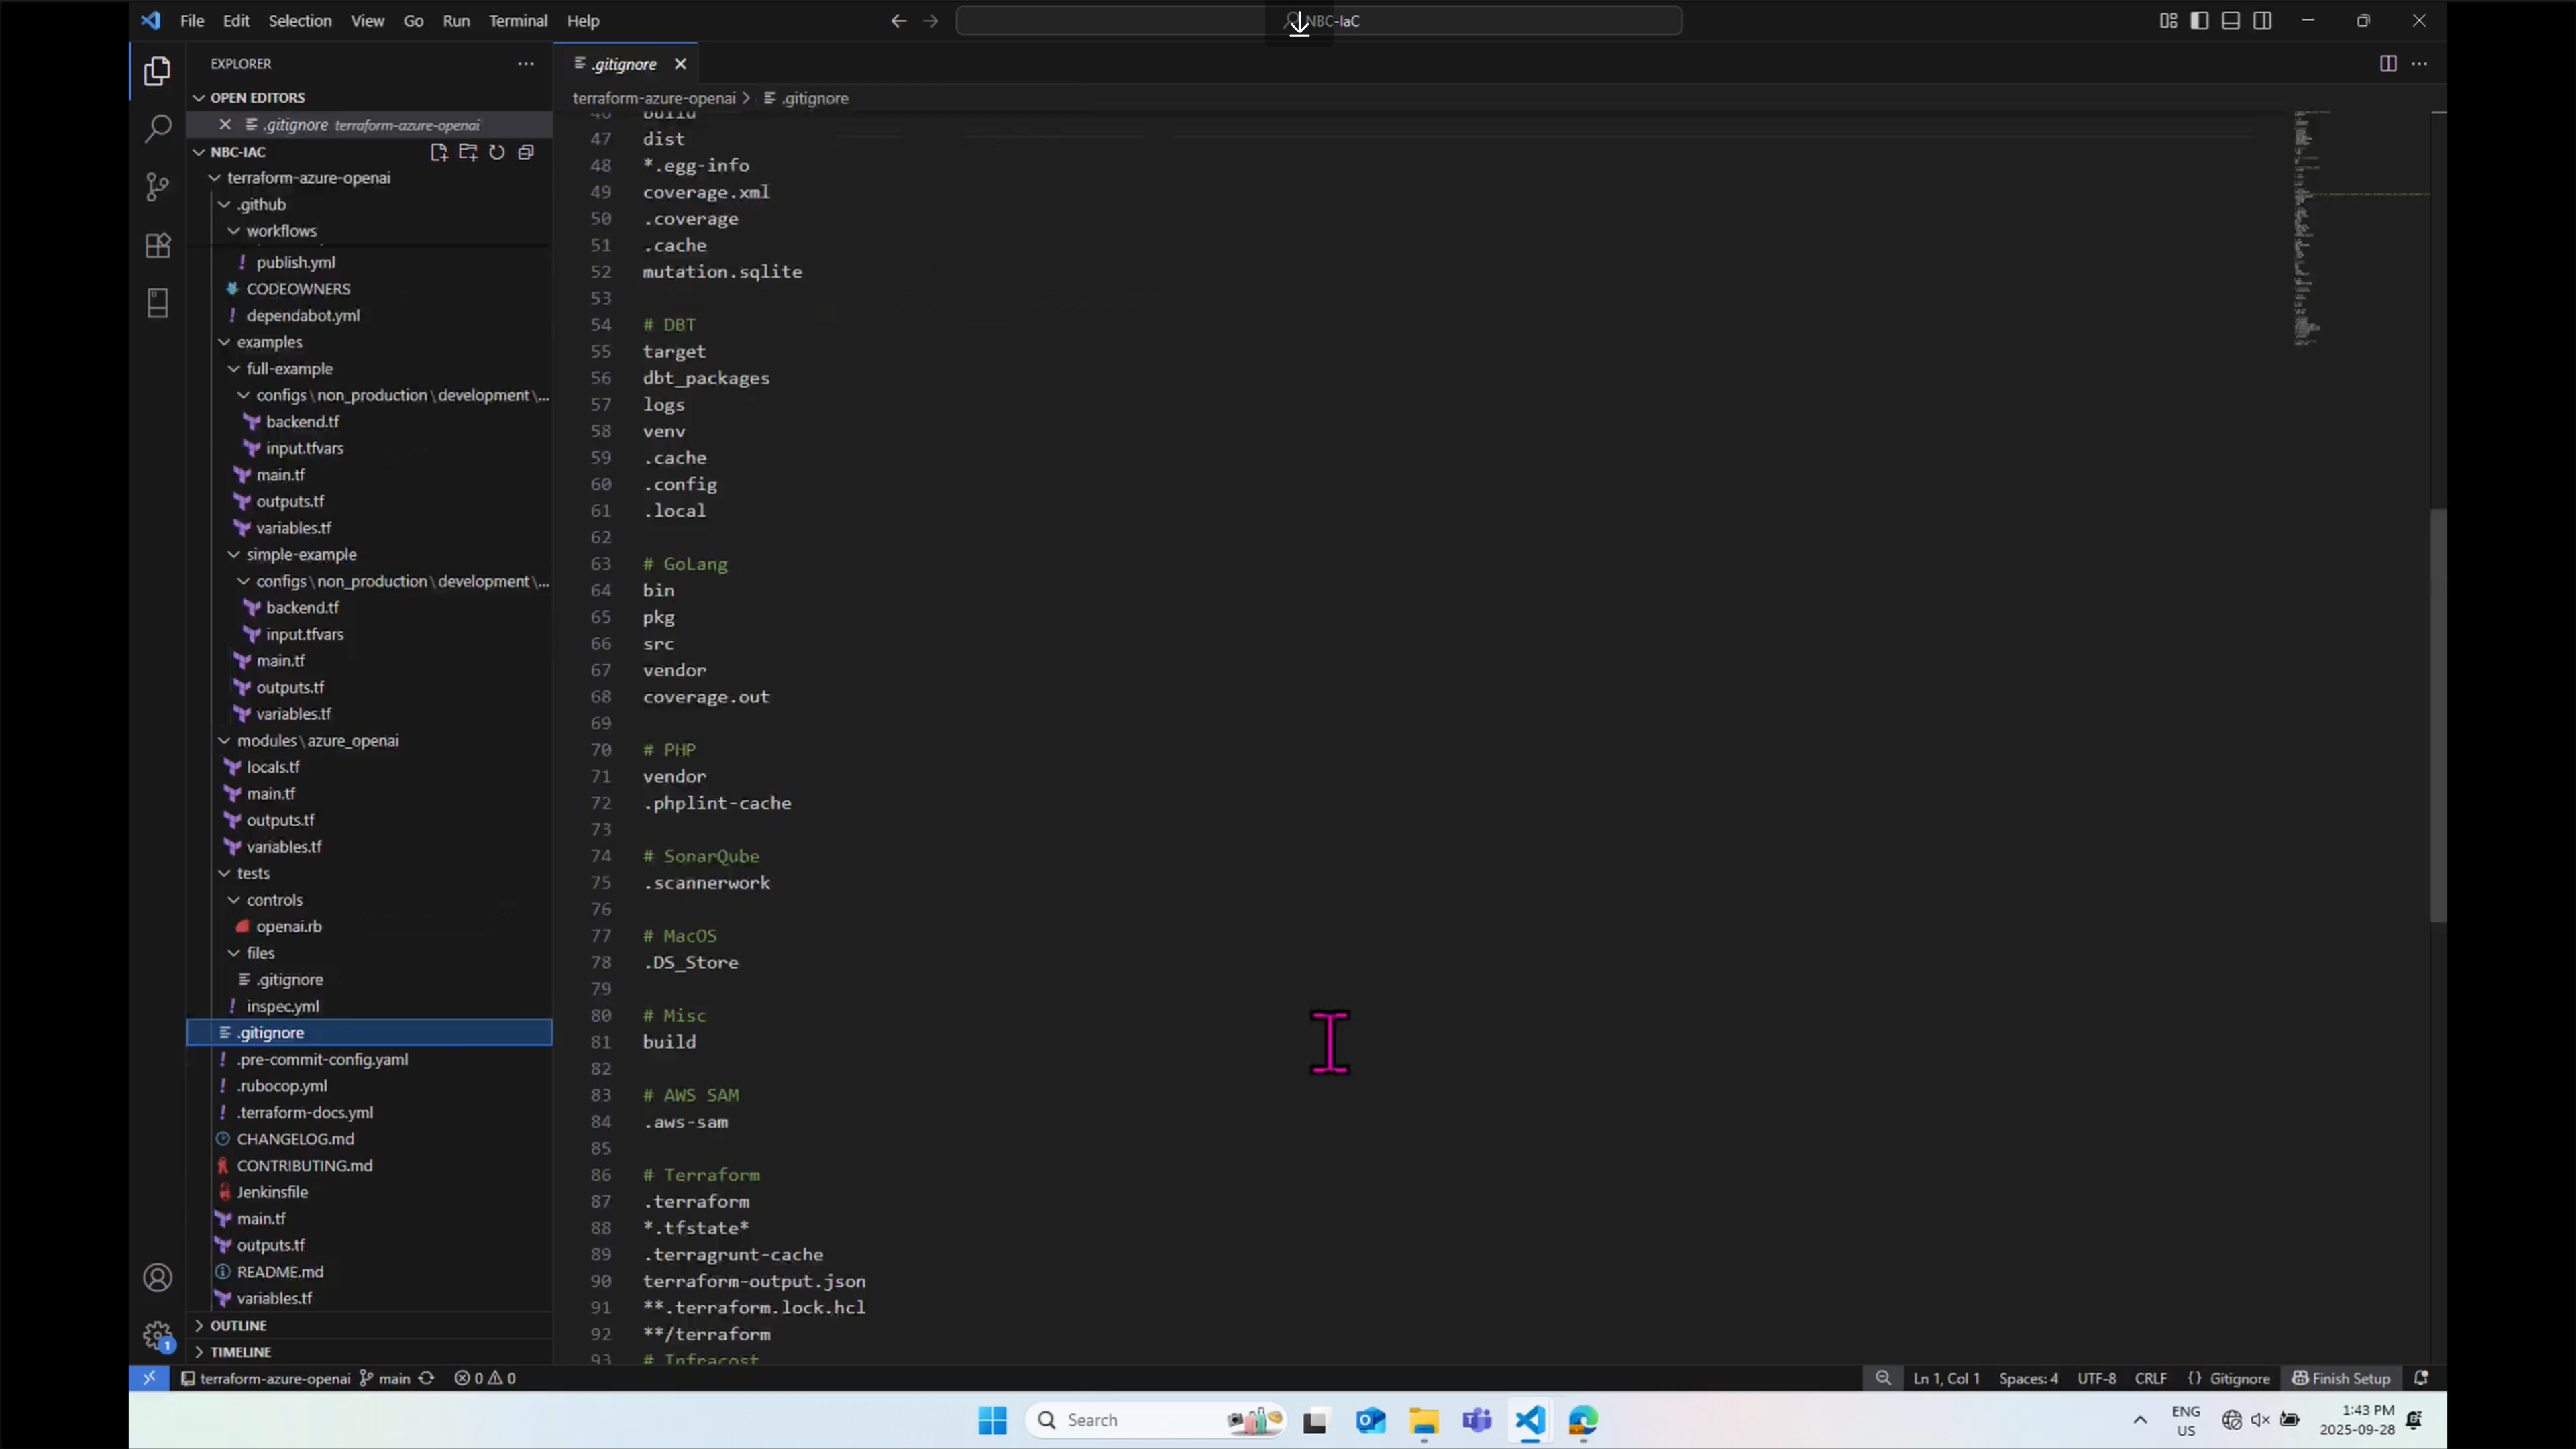 File Edit Selection View Go Run Terminal Help
NBC-IaC
EXPLORER
OPEN EDITORS
.gitignore terraform-azure-openai
NBC-IAC
terraform-azure-openai
.github
workflows
publish.yml
CODEOWNERS
dependabot.yml
examples
full-example
configs\non_production\development\...
backend.tf
input.tfvars
main.tf
outputs.tf
variables.tf
simple-example
configs\non_production\development\...
backend.tf
input.tfvars
main.tf
outputs.tf
variables.tf
modules\azure_openai
locals.tf
main.tf
outputs.tf
variables.tf
tests
controls
openai.rb
files
.gitignore
inspec.yml
.gitignore
.pre-commit-config.yaml
.rubocop.yml
.terraform-docs.yml
CHANGELOG.md
CONTRIBUTING.md
Jenkinsfile
main.tf
outputs.tf
README.md
variables.tf
OUTLINE
TIMELINE
.gitignore
terraform-azure-openai > .gitignore
46 build
47 dist
48 *.egg-info
49 coverage.xml
50 .coverage
51 .cache
52 mutation.sqlite
53
54 # DBT
55 target
56 dbt_packages
57 logs
58 venv
59 .cache
60 .config
61 .local
62
63 # GoLang
64 bin
65 pkg
66 src
67 vendor
68 coverage.out
69
70 # PHP
71 vendor
72 .phplint-cache
73
74 # SonarQube
75 .scannerwork
76
77 # MacOS
78 .DS_Store
79
80 # Misc
81 build
82
83 # AWS SAM
84 .aws-sam
85
86 # Terraform
87 .terraform
88 *.tfstate*
89 .terragrunt-cache
90 terraform-output.json
91 **.terraform.lock.hcl
92 **/terraform
93 # Infracost
terraform-azure-openai main 0 0
Ln 1, Col 1 Spaces: 4 UTF-8 CRLF {} Gitignore Finish Setup
1
Search
ENG
US
1:43 PM
2025-09-28